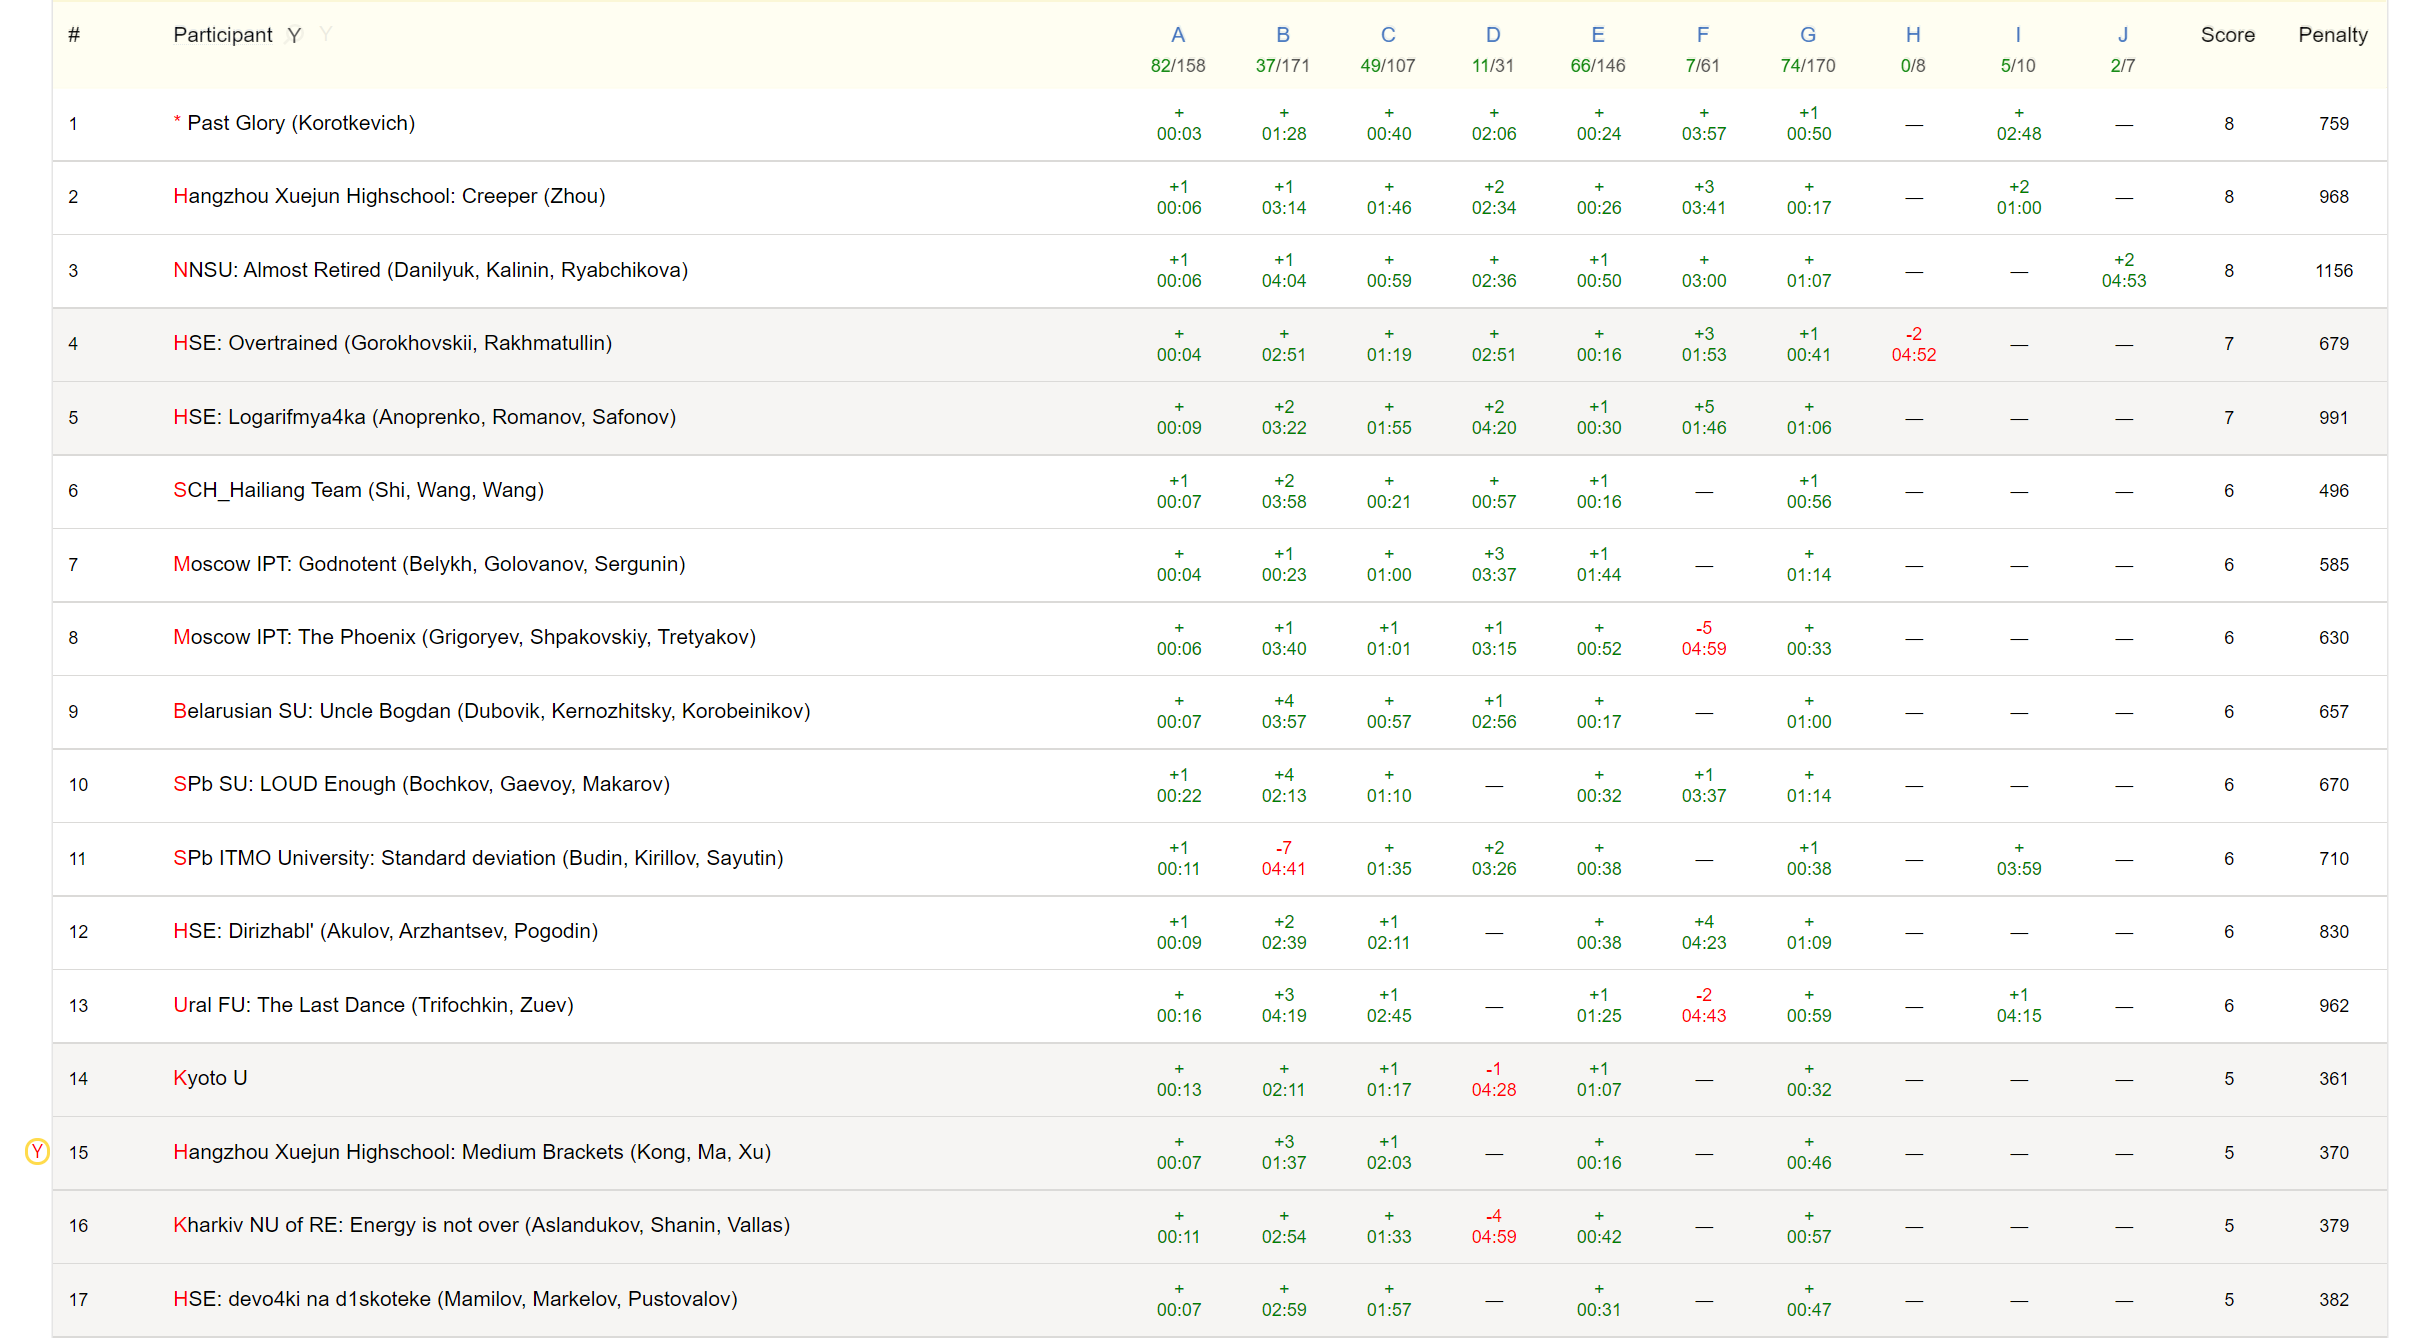 # Participant Y Y A B C D E F G H I J Score Penalty
82/158 37/171 49/107 11/31 66/146 7/61 74/170 0/8 5/10 2/7
+ + + + + + +1 +
1 * Past Glory (Korotkevich) — — 8 759
00:03 01:28 00:40 02:06 00:24 03:57 00:50 02:48
+1 +1 + +2 + +3 + +2
2 Hangzhou Xuejun Highschool: Creeper (Zhou) — — 8 968
00:06 03:14 01:46 02:34 00:26 03:41 00:17 01:00
+1 +1 + + +1 + + +2
3 NNSU: Almost Retired (Danilyuk, Kalinin, Ryabchikova) — — 8 1156
00:06 04:04 00:59 02:36 00:50 03:00 01:07 04:53
+ + + + + +3 +1 -2
4 HSE: Overtrained (Gorokhovskii, Rakhmatullin) — — 7 679
00:04 02:51 01:19 02:51 00:16 01:53 00:41 04:52
+ +2 + +2 +1 +5 +
5 HSE: Logarifmya4ka (Anoprenko, Romanov, Safonov) — — — 7 991
00:09 03:22 01:55 04:20 00:30 01:46 01:06
+1 +2 + + +1 +1
6 SCH_Hailiang Team (Shi, Wang, Wang) — — — — 6 496
00:07 03:58 00:21 00:57 00:16 00:56
+ +1 + +3 +1 +
7 Moscow IPT: Godnotent (Belykh, Golovanov, Sergunin) — — — — 6 585
00:04 00:23 01:00 03:37 01:44 01:14
+ +1 +1 +1 + -5 +
8 Moscow IPT: The Phoenix (Grigoryev, Shpakovskiy, Tretyakov) — — — 6 630
00:06 03:40 01:01 03:15 00:52 04:59 00:33
+ +4 + +1 + +
9 Belarusian SU: Uncle Bogdan (Dubovik, Kernozhitsky, Korobeinikov) — — — — 6 657
00:07 03:57 00:57 02:56 00:17 01:00
+1 +4 + + +1 +
10 SPb SU: LOUD Enough (Bochkov, Gaevoy, Makarov) — — — — 6 670
00:22 02:13 01:10 00:32 03:37 01:14
+1 -7 + +2 + +1 +
11 SPb ITMO University: Standard deviation (Budin, Kirillov, Sayutin) — — — 6 710
00:11 04:41 01:35 03:26 00:38 00:38 03:59
+1 +2 +1 + +4 +
12 HSE: Dirizhabl' (Akulov, Arzhantsev, Pogodin) — — — — 6 830
00:09 02:39 02:11 00:38 04:23 01:09
+ +3 +1 +1 -2 + +1
13 Ural FU: The Last Dance (Trifochkin, Zuev) — — — 6 962
00:16 04:19 02:45 01:25 04:43 00:59 04:15
+ + +1 -1 +1 +
14 Kyoto U — — — — 5 361
00:13 02:11 01:17 04:28 01:07 00:32
+ +3 +1 + +
Y 15 Hangzhou Xuejun Highschool: Medium Brackets (Kong, Ma, Xu) — — — — — 5 370
00:07 01:37 02:03 00:16 00:46
+ + + -4 + +
16 Kharkiv NU of RE: Energy is not over (Aslandukov, Shanin, Vallas) — — — — 5 379
00:11 02:54 01:33 04:59 00:42 00:57
+ + + + +
17 HSE: devo4ki na d1skoteke (Mamilov, Markelov, Pustovalov) — — — — — 5 382
00:07 02:59 01:57 00:31 00:47